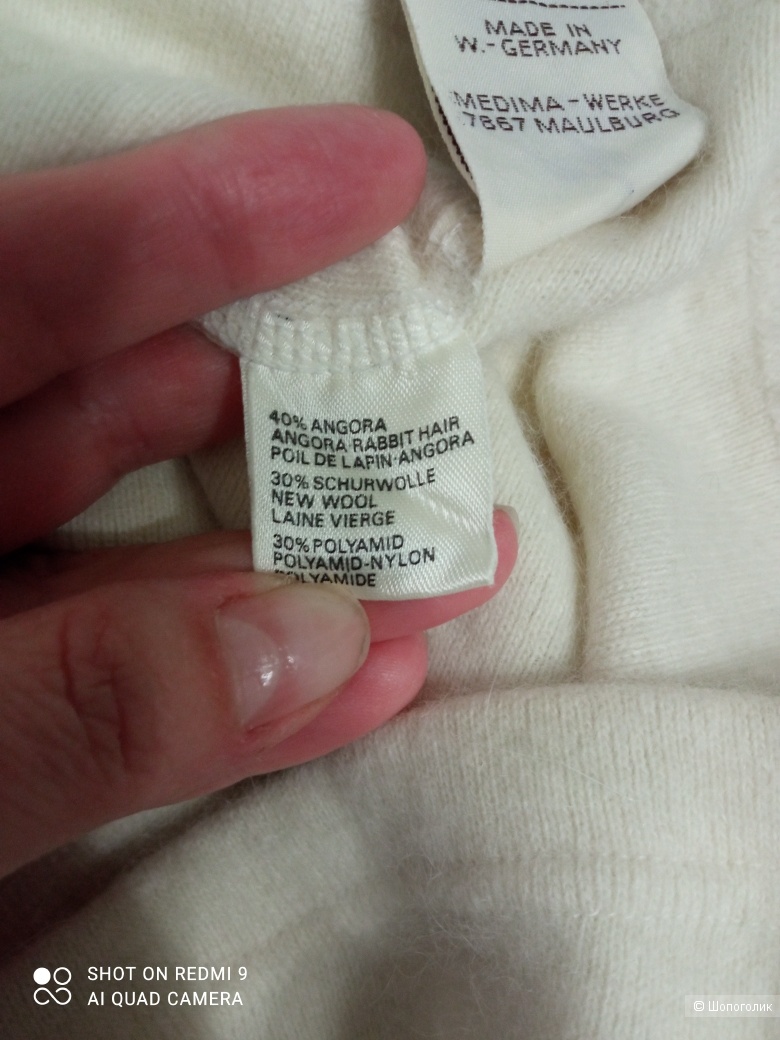 MADE IN
W.-GERMANY
MEDIMA-WERKE
7867 MAULBURG
40% ANGORA
ANGORA RABBIT HAIR
POIL DE LAPIN-ANGORA
30% SCHURWOLLE
NEW WOOL
LAINE VIERGE
30% POLYAMID
POLYAMID-NYLON
POLYAMIDE
SHOT ON REDMI 9
AI QUAD CAMERA
© Шопоголик